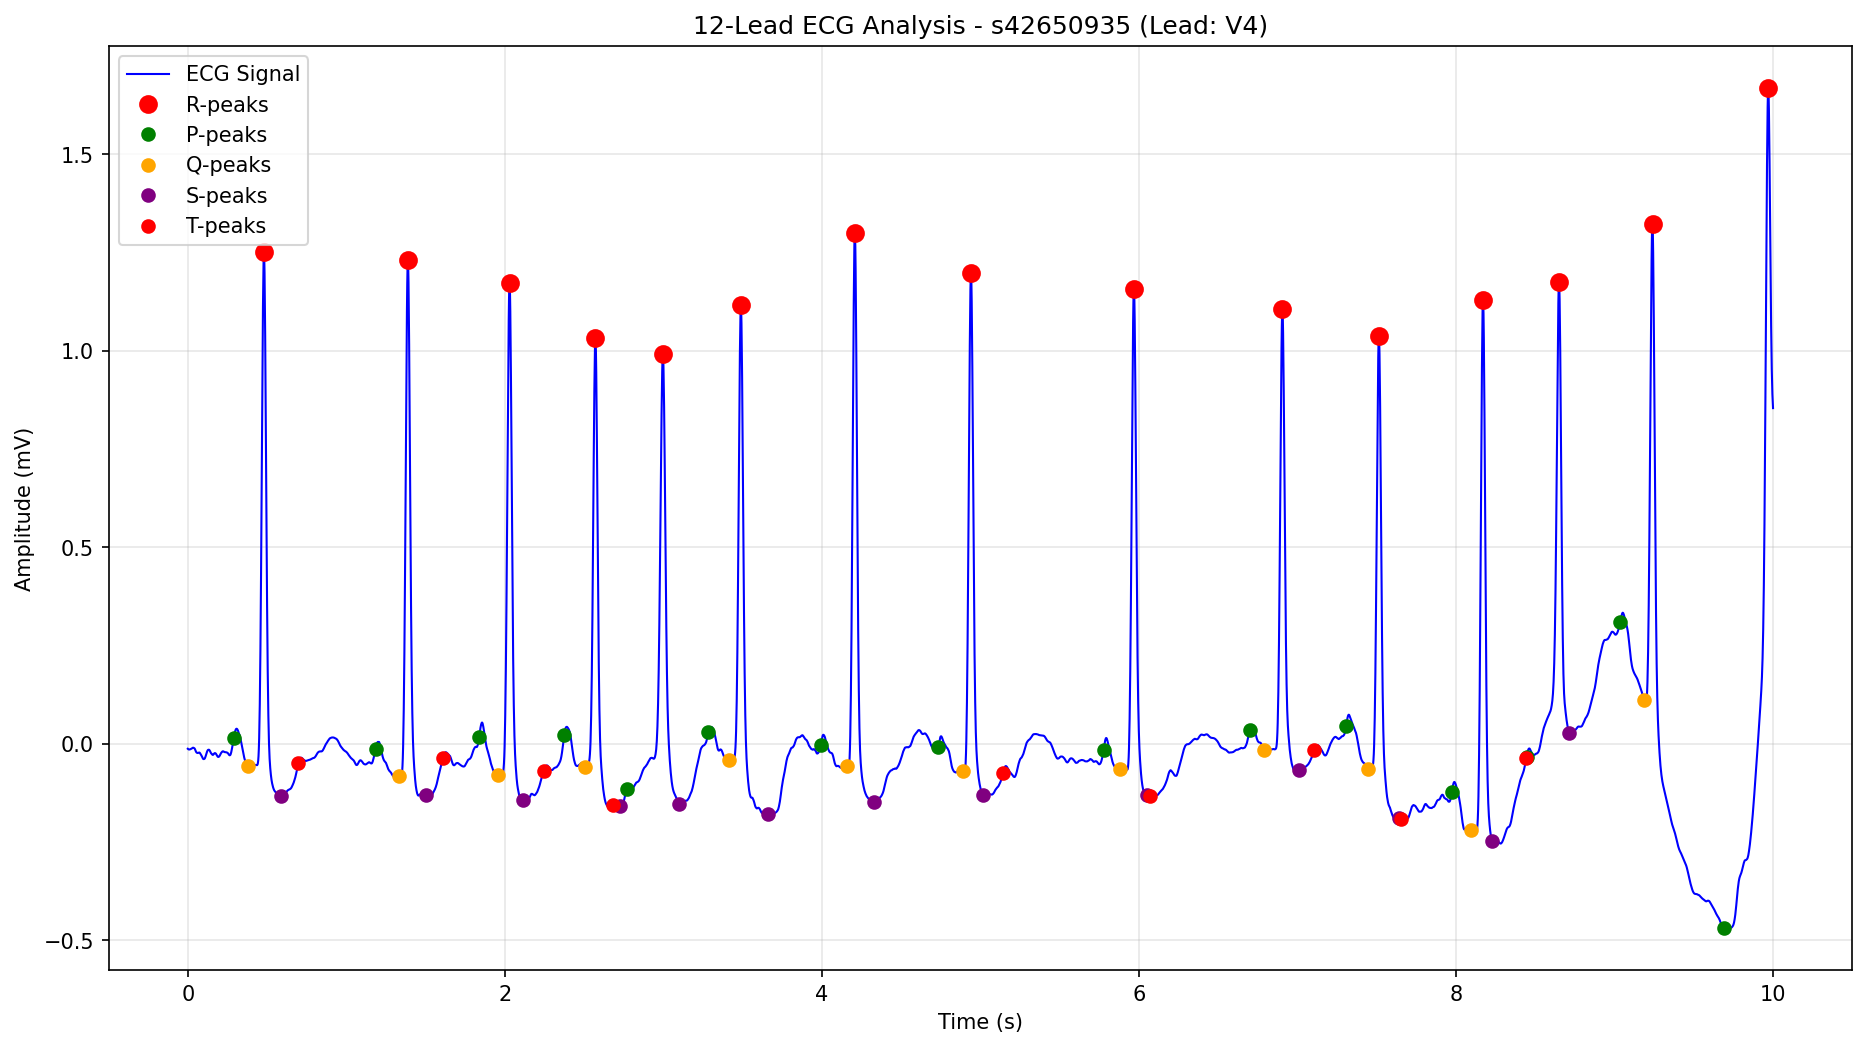 12-Lead ECG Analysis - s42650935 (Lead: V4)
ECG Signal
R-peaks
P-peaks
Q-peaks
S-peaks
T-peaks
Amplitude (mV)
1.5
1.0
0.5
0.0
−0.5
0 2 4 6 8 10
Time (s)